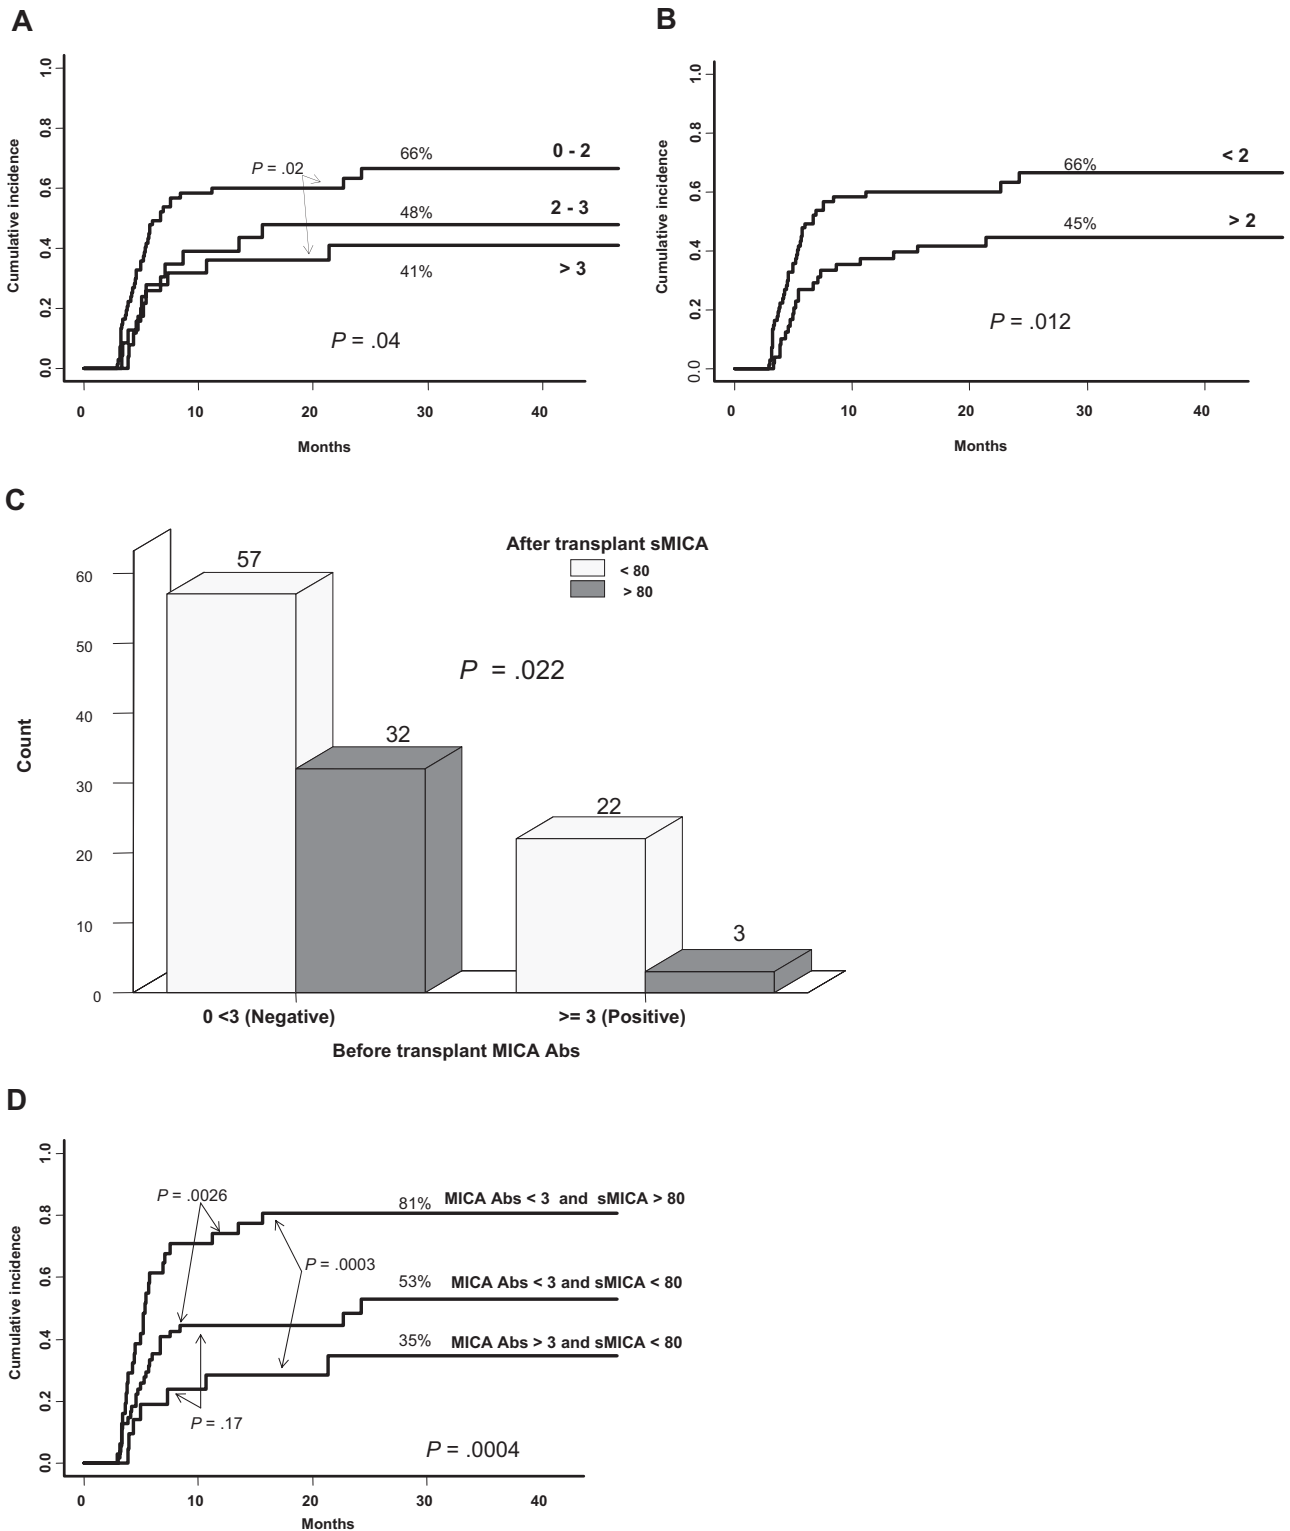 A
Cumulative incidence
1.0
0.8
0.6
0.4
0.2
0.0
P = .02
66%
0 - 2
48%
2 - 3
41%
> 3
P = .04
0 10 20 30 40
Months
B
Cumulative incidence
1.0
0.8
0.6
0.4
0.2
0.0
66%
< 2
45%
> 2
P = .012
0 10 20 30 40
Months
C
After transplant sMICA
< 80
> 80
P = .022
Count
60
50
40
30
20
10
0
57
32
22
3
0 <3 (Negative)
>= 3 (Positive)
Before transplant MICA Abs
D
Cumulative incidence
1.0
0.8
0.6
0.4
0.2
0.0
P = .0026
81% MICA Abs < 3 and sMICA > 80
P = .0003
53% MICA Abs < 3 and sMICA < 80
35% MICA Abs > 3 and sMICA < 80
P = .17
P = .0004
0 10 20 30 40
Months